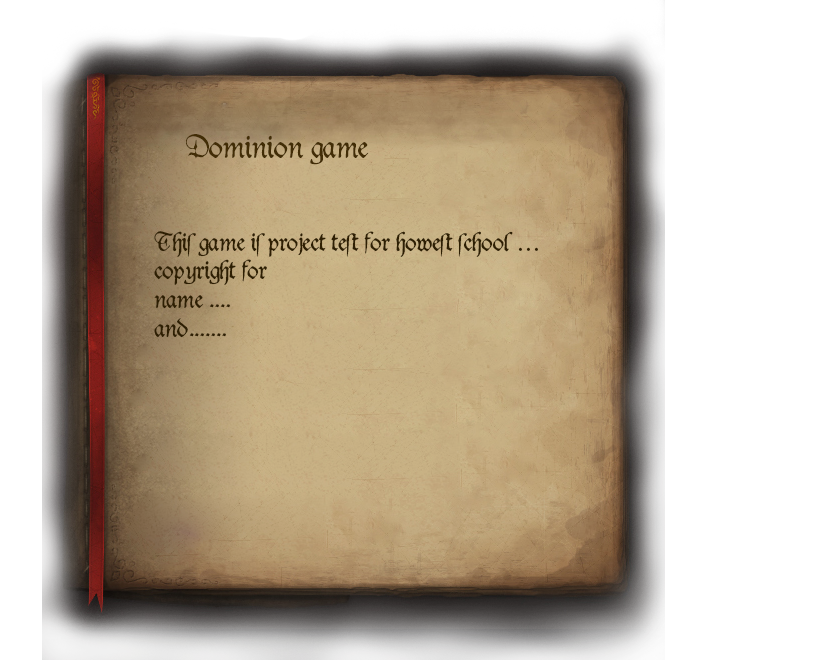 Dominion game
This game is project test for howest school ...
copyright for
name ....
and.......